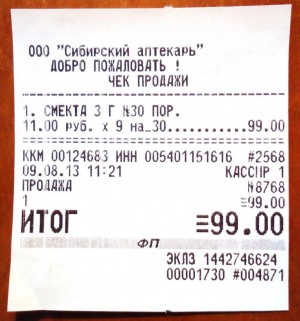 ООО "Сибирский аптекарь"
ДОБРО ПОЖАЛОВАТЬ !
ЧЕК ПРОДАЖИ
1. СМЕКТА 3 Г №30 ПОР.
11.00 руб. x 9 на_30...........99.00
ККМ 00124683 ИНН 005401151616 #2568
09.08.13 11:21 КАССИР 1
ПРОДАЖА №8768
1 ≡99.00
ИТОГ ≡99.00
ФП
ЭКЛЗ 1442746624
00001730 #004871